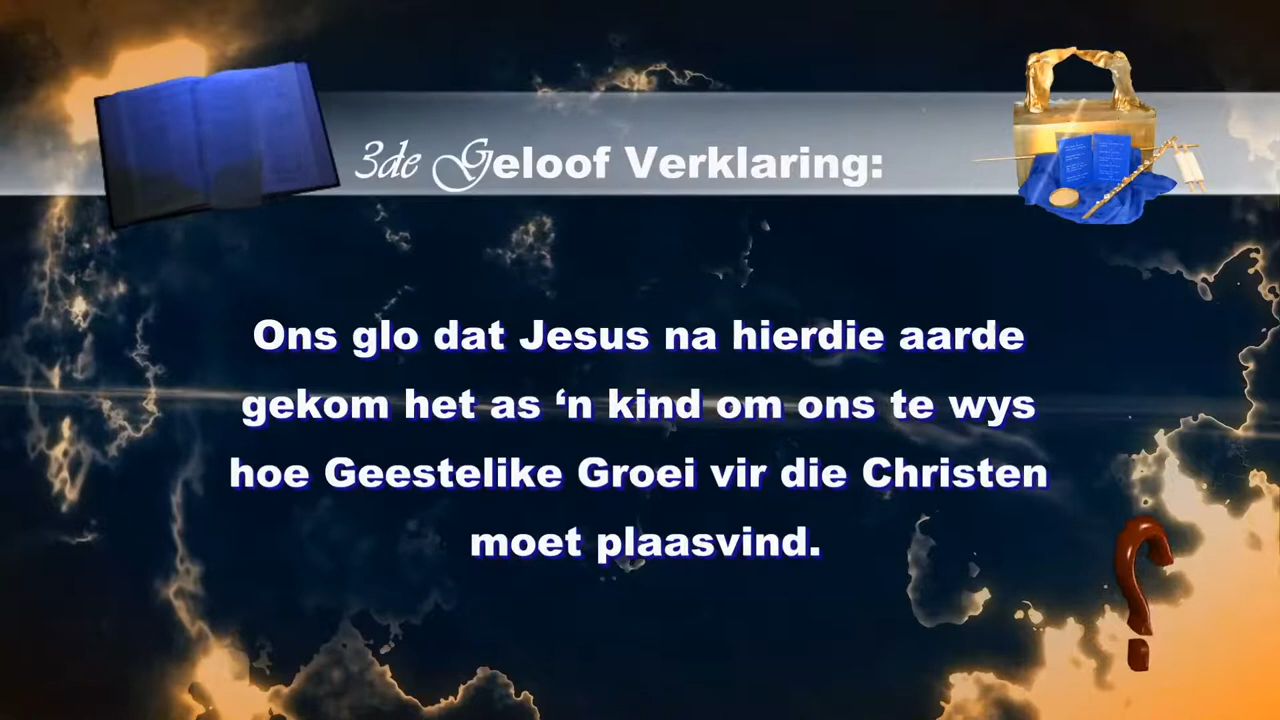 3de Geloof Verklaring:
Ons glo dat Jesus na hierdie aarde
gekom het as ‘n kind om ons te wys
hoe Geestelike Groei vir die Christen
moet plaasvind.